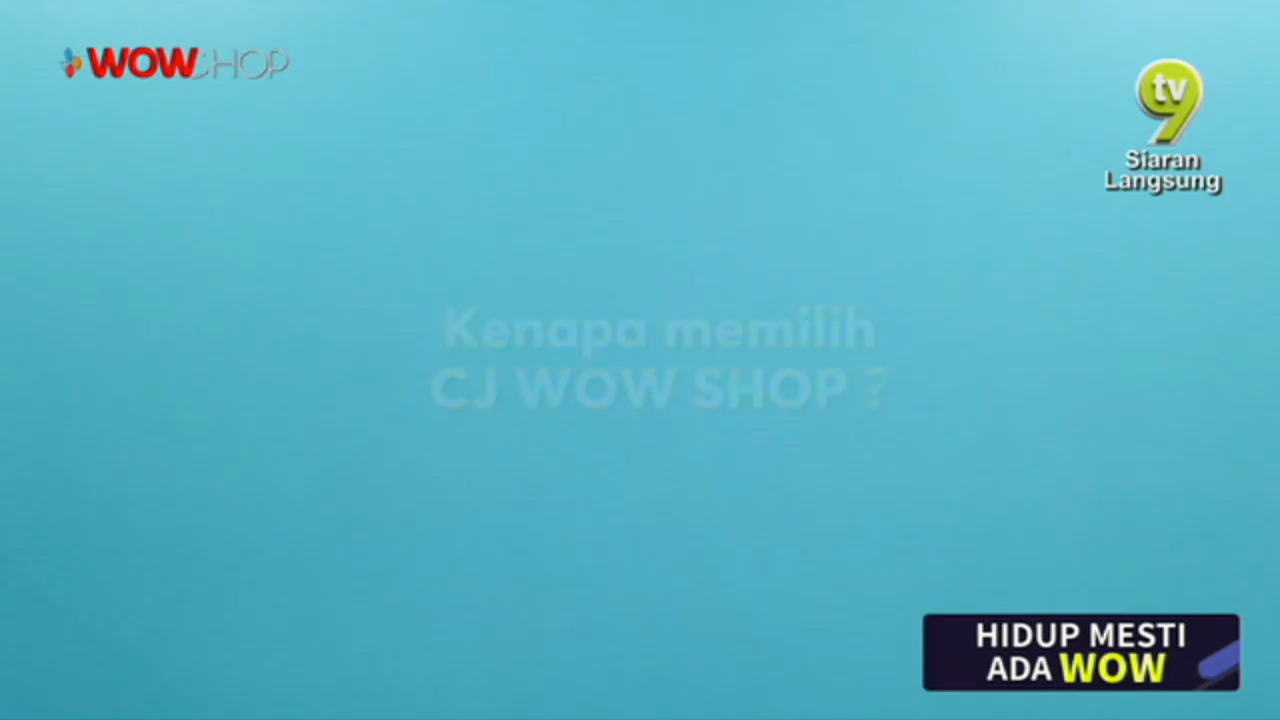 WOWSHOP
tv9
Siaran
Langsung
Kenapa memilih
CJ WOW SHOP ?
HIDUP MESTI
ADA WOW